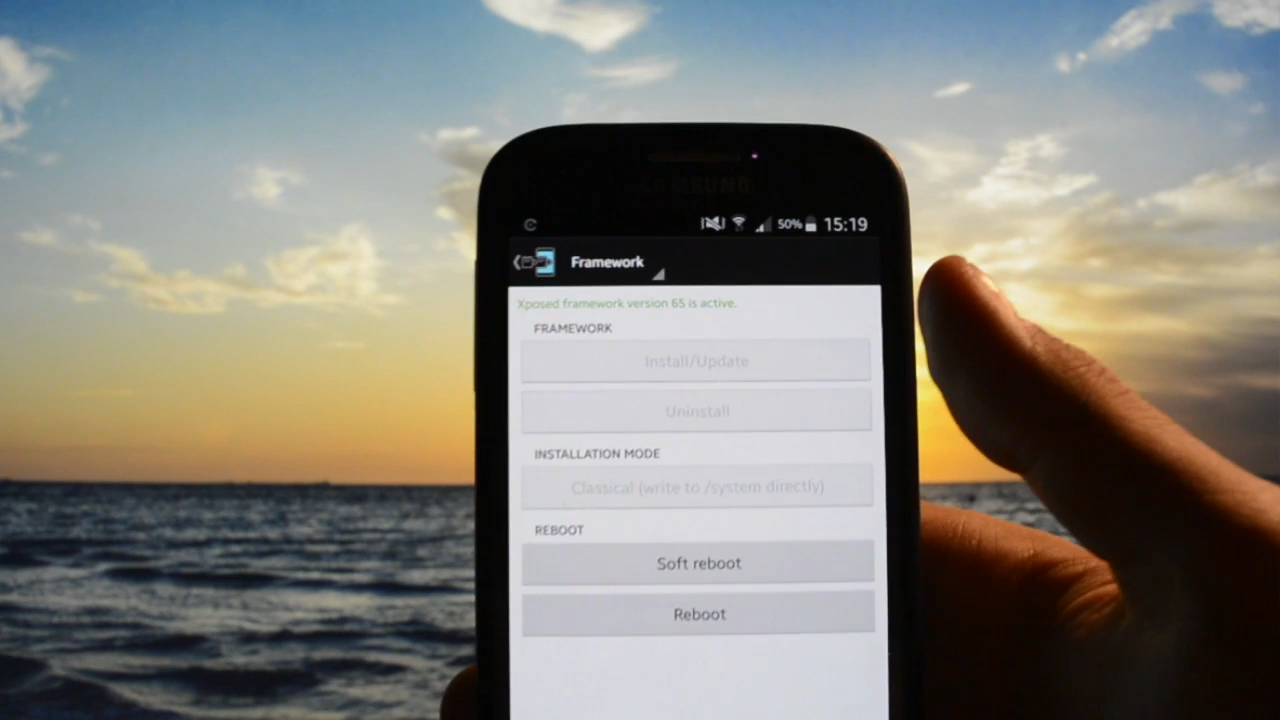 SAMSUNG
50% 15:19
Framework
Xposed framework version 65 is active.
FRAMEWORK
Install/Update
Uninstall
INSTALLATION MODE
Classical (write to /system directly)
REBOOT
Soft reboot
Reboot